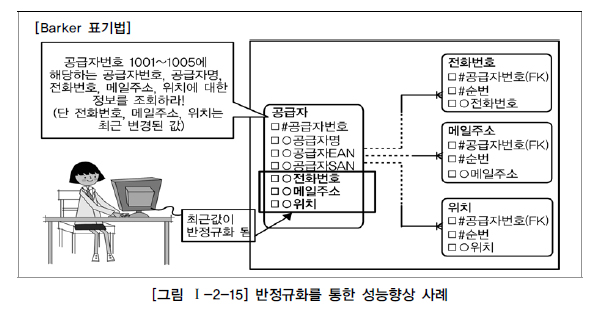 [Barker 표기법]
공급자번호 1001~1005에
해당하는 공급자번호, 공급자명,
전화번호, 메일주소, 위치에 대한
정보를 조회하라!
(단 전화번호, 메일주소, 위치는
최근 변경된 값)
공급자
□#공급자번호
□○공급자명
□○공급자EAN
□○공급자SAN
□○전화번호
□○메일주소
□○위치
최근값이
반정규화 됨
전화번호
□#공급자번호(FK)
□#순번
□○전화번호
메일주소
□#공급자번호(FK)
□#순번
□○메일주소
위치
□#공급자번호(FK)
□#순번
□○위치
[그림 Ⅰ-2-15] 반정규화를 통한 성능향상 사례